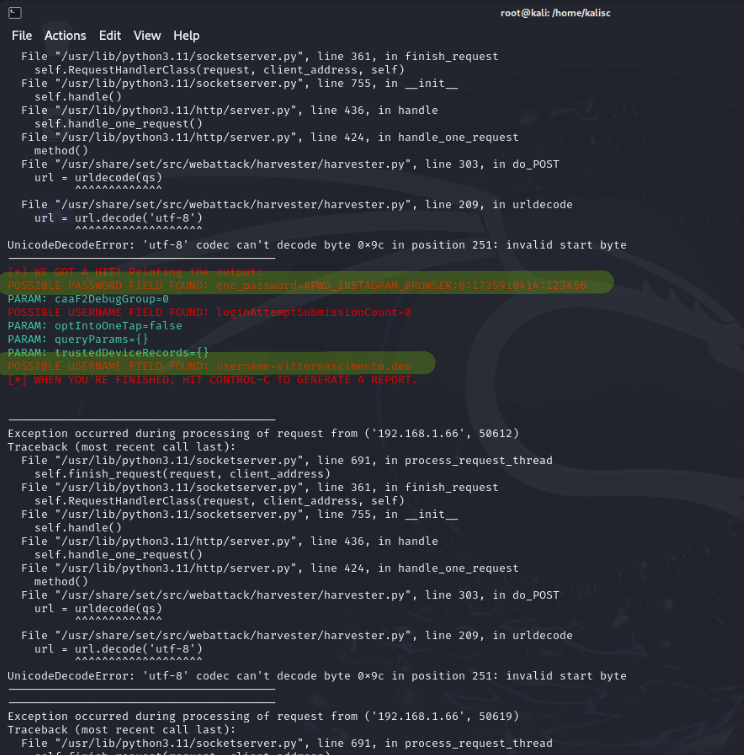 root@kali: /home/kalisc
File Actions Edit View Help
File "/usr/lib/python3.11/socketserver.py", line 361, in finish_request
self.RequestHandlerClass(request, client_address, self)
File "/usr/lib/python3.11/socketserver.py", line 755, in __init__
self.handle()
File "/usr/lib/python3.11/http/server.py", line 436, in handle
self.handle_one_request()
File "/usr/lib/python3.11/http/server.py", line 424, in handle_one_request
method()
File "/usr/share/set/src/webattack/harvester/harvester.py", line 303, in do_POST
url = urldecode(qs)
^^^^^^^^^^^^^
File "/usr/share/set/src/webattack/harvester/harvester.py", line 209, in urldecode
url = url.decode('utf-8')
^^^^^^^^^^^^^^^^^^^
UnicodeDecodeError: 'utf-8' codec can't decode byte 0×9c in position 251: invalid start byte
[*] WE GOT A HIT! Printing the output:
POSSIBLE PASSWORD FIELD FOUND: enc_password=#PWD_INSTAGRAM_BROWSER:0:1735910414:123456
PARAM: caaF2DebugGroup=0
POSSIBLE USERNAME FIELD FOUND: loginAttemptSubmissionCount=0
PARAM: optIntoOneTap=false
PARAM: queryParams={}
PARAM: trustedDeviceRecords={}
POSSIBLE USERNAME FIELD FOUND: username=vittornascimento.dev
[*] WHEN YOU'RE FINISHED, HIT CONTROL-C TO GENERATE A REPORT.
Exception occurred during processing of request from ('192.168.1.66', 50612)
Traceback (most recent call last):
File "/usr/lib/python3.11/socketserver.py", line 691, in process_request_thread
self.finish_request(request, client_address)
File "/usr/lib/python3.11/socketserver.py", line 361, in finish_request
self.RequestHandlerClass(request, client_address, self)
File "/usr/lib/python3.11/socketserver.py", line 755, in __init__
self.handle()
File "/usr/lib/python3.11/http/server.py", line 436, in handle
self.handle_one_request()
File "/usr/lib/python3.11/http/server.py", line 424, in handle_one_request
method()
File "/usr/share/set/src/webattack/harvester/harvester.py", line 303, in do_POST
url = urldecode(qs)
^^^^^^^^^^^^^
File "/usr/share/set/src/webattack/harvester/harvester.py", line 209, in urldecode
url = url.decode('utf-8')
^^^^^^^^^^^^^^^^^^^
UnicodeDecodeError: 'utf-8' codec can't decode byte 0×9c in position 251: invalid start byte
Exception occurred during processing of request from ('192.168.1.66', 50619)
Traceback (most recent call last):
File "/usr/lib/python3.11/socketserver.py", line 691, in process_request_thread
self.finish_request(request, client_address)